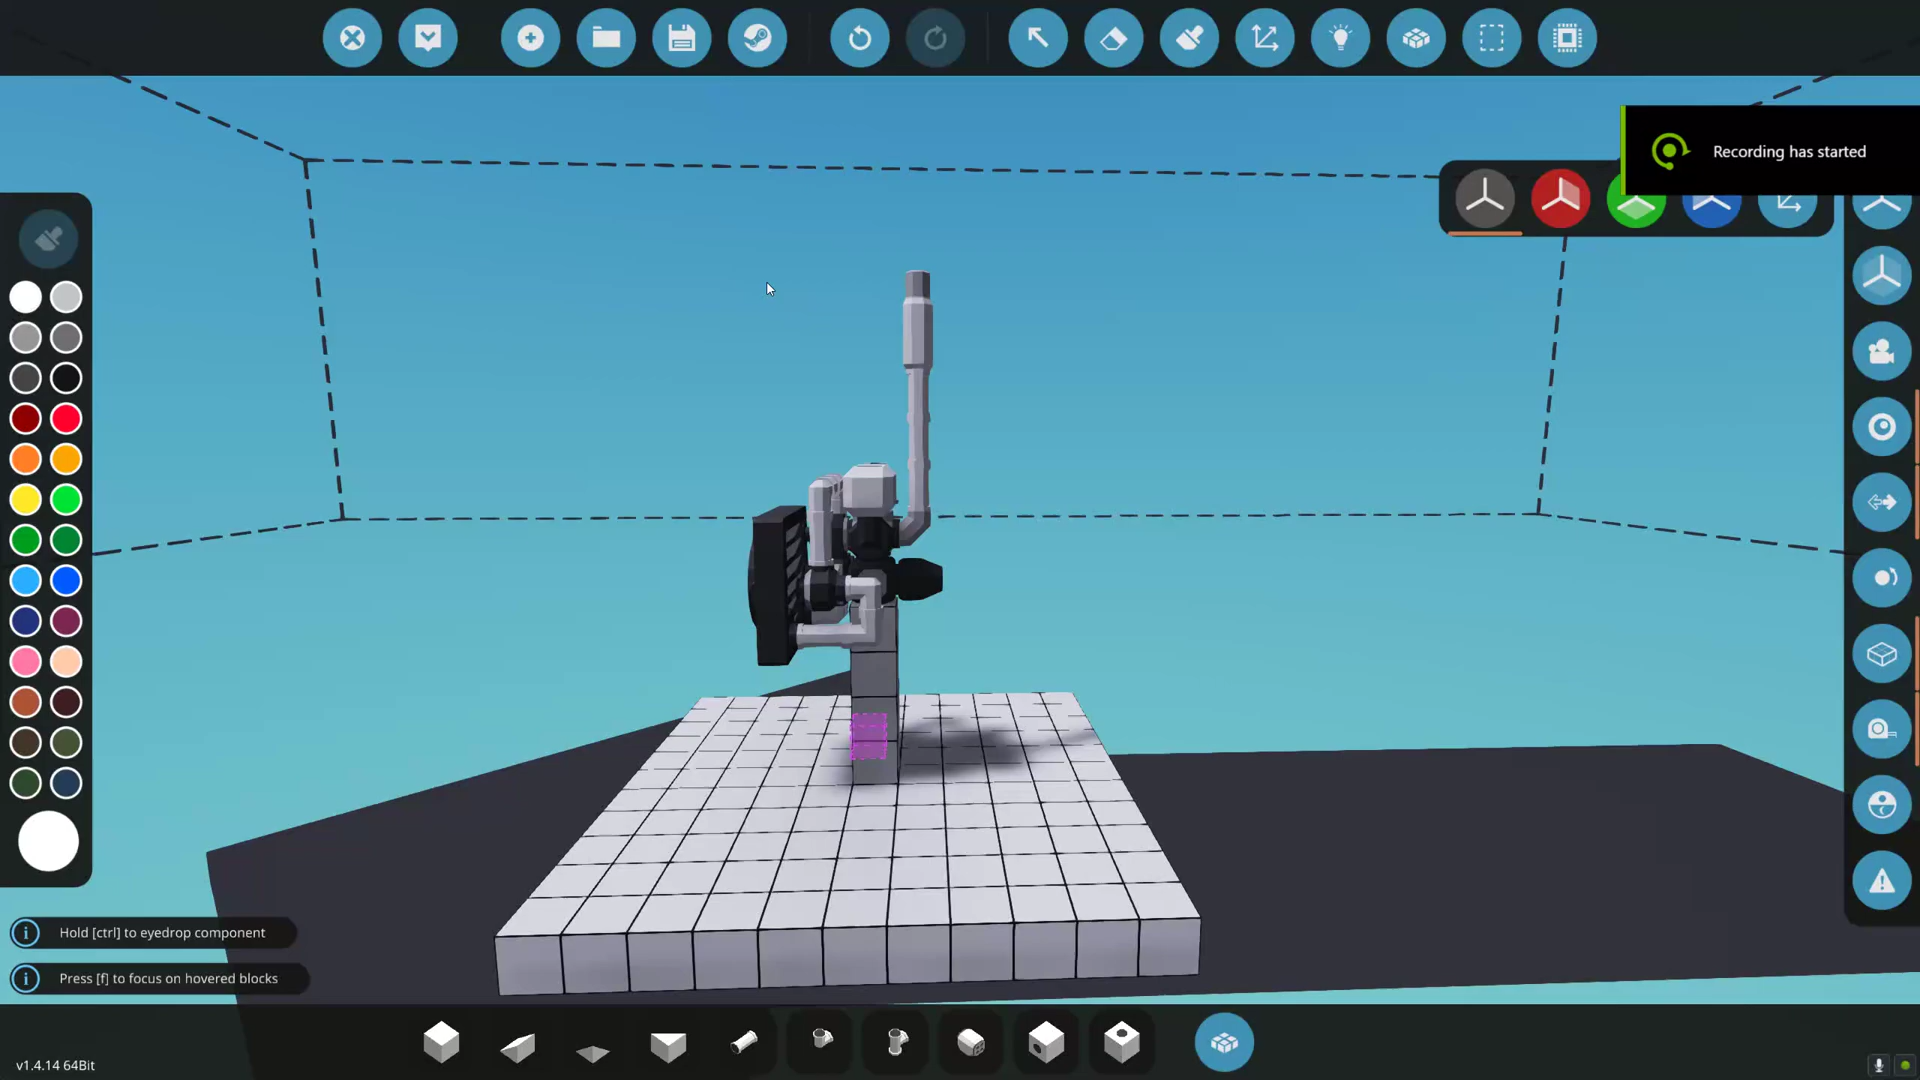 Recording has started
Hold [ctrl] to eyedrop component
Press [f] to focus on hovered blocks
v1.4.14 64Bit